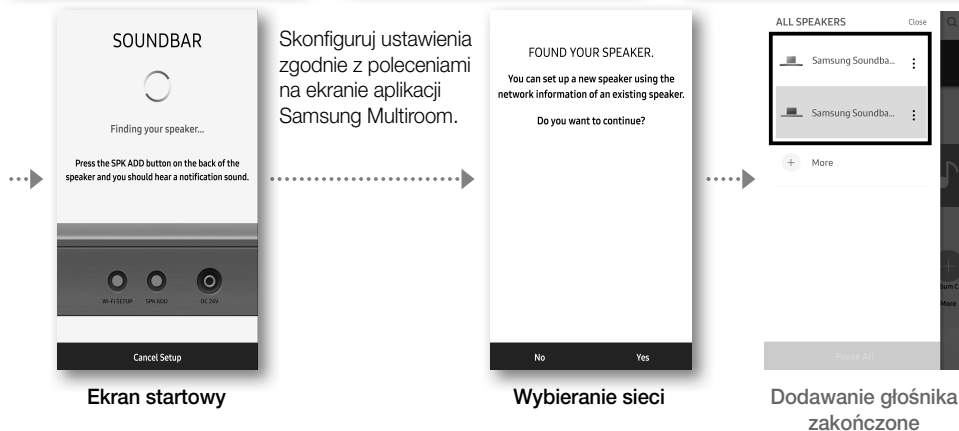 SOUNDBAR
Finding your speaker...
Press the SPK ADD button on the back of the
speaker and you should hear a notification sound.
WI-FI SETUP SPK ADD DC 24V
Cancel Setup
Ekran startowy
Skonfiguruj ustawienia
zgodnie z poleceniami
na ekranie aplikacji
Samsung Multiroom.
FOUND YOUR SPEAKER.
You can set up a new speaker using the
network information of an existing speaker.
Do you want to continue?
No Yes
Wybieranie sieci
ALL SPEAKERS Close
Samsung Soundba...
Samsung Soundba...
+ More
Pause All
More
Dodawanie głośnika
zakończone